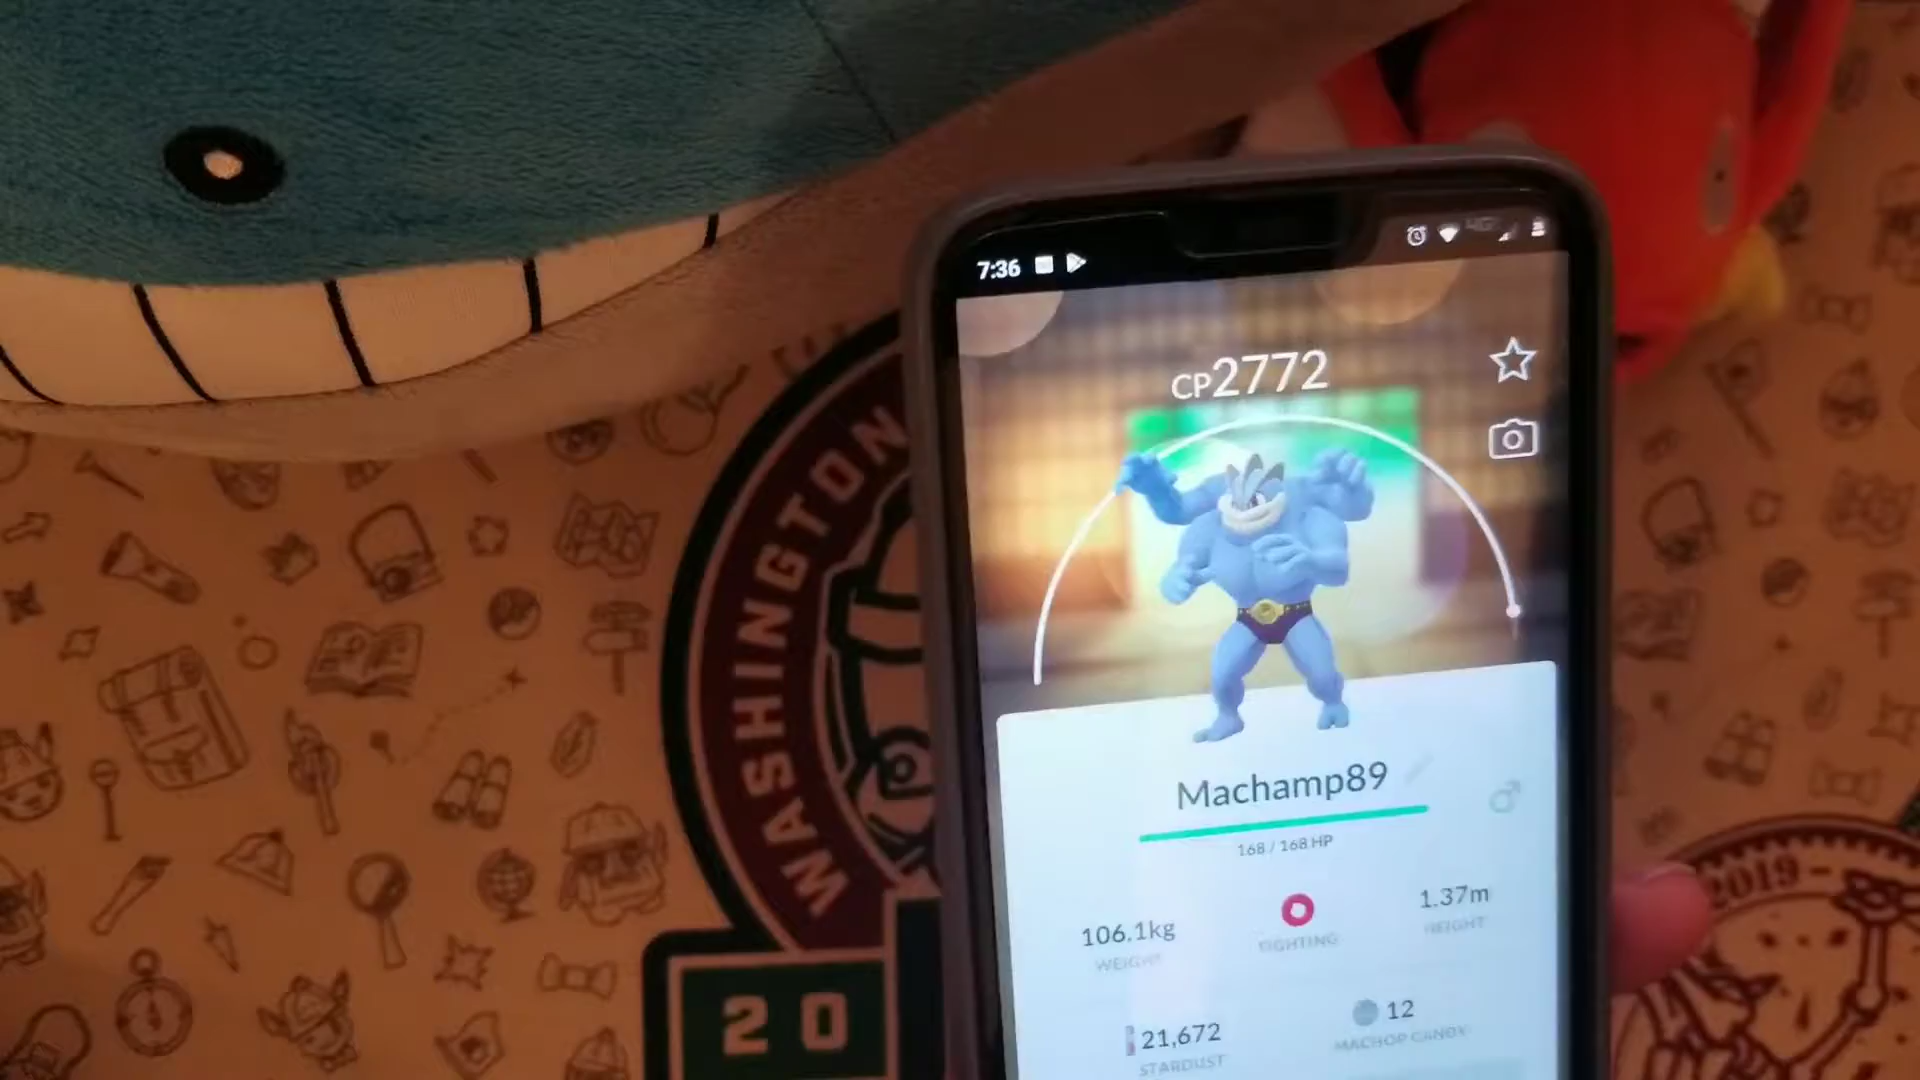 7:36
CP2772
Machamp89
168 / 168 HP
106.1kg
WEIGHT
FIGHTING
1.37m
HEIGHT
21,672
STARDUST
12
MACHOP CANDY
WASHINGTON
20
2019